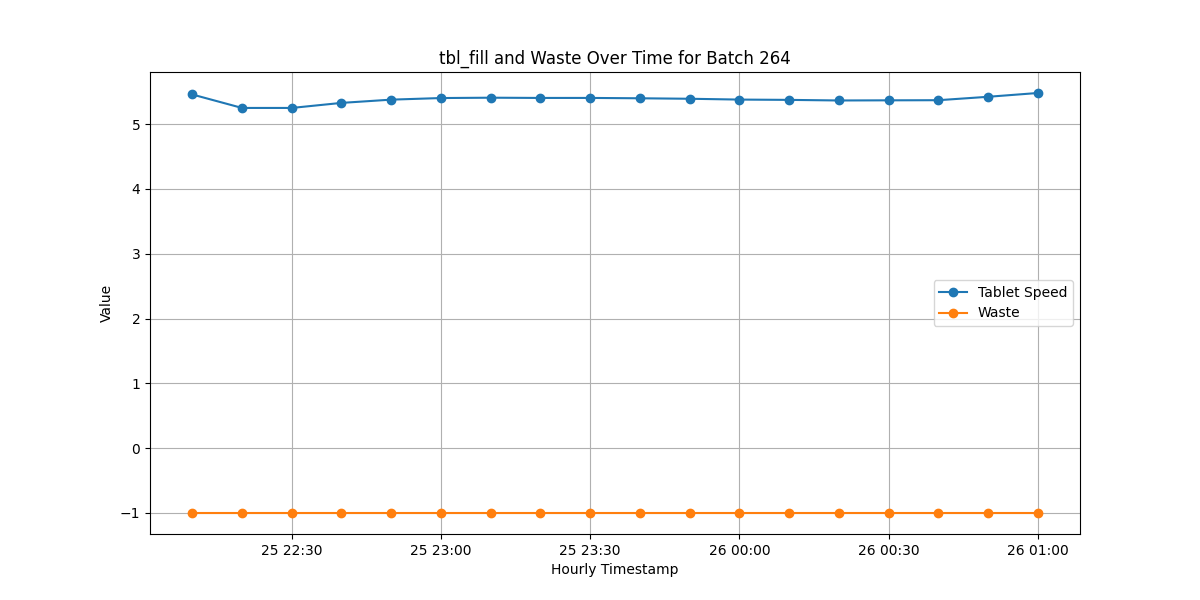 tbl_fill and Waste Over Time for Batch 264
Value
5
4
3
2
1
0
−1
Tablet Speed
Waste
25 22:30
25 23:00
25 23:30
26 00:00
26 00:30
26 01:00
Hourly Timestamp